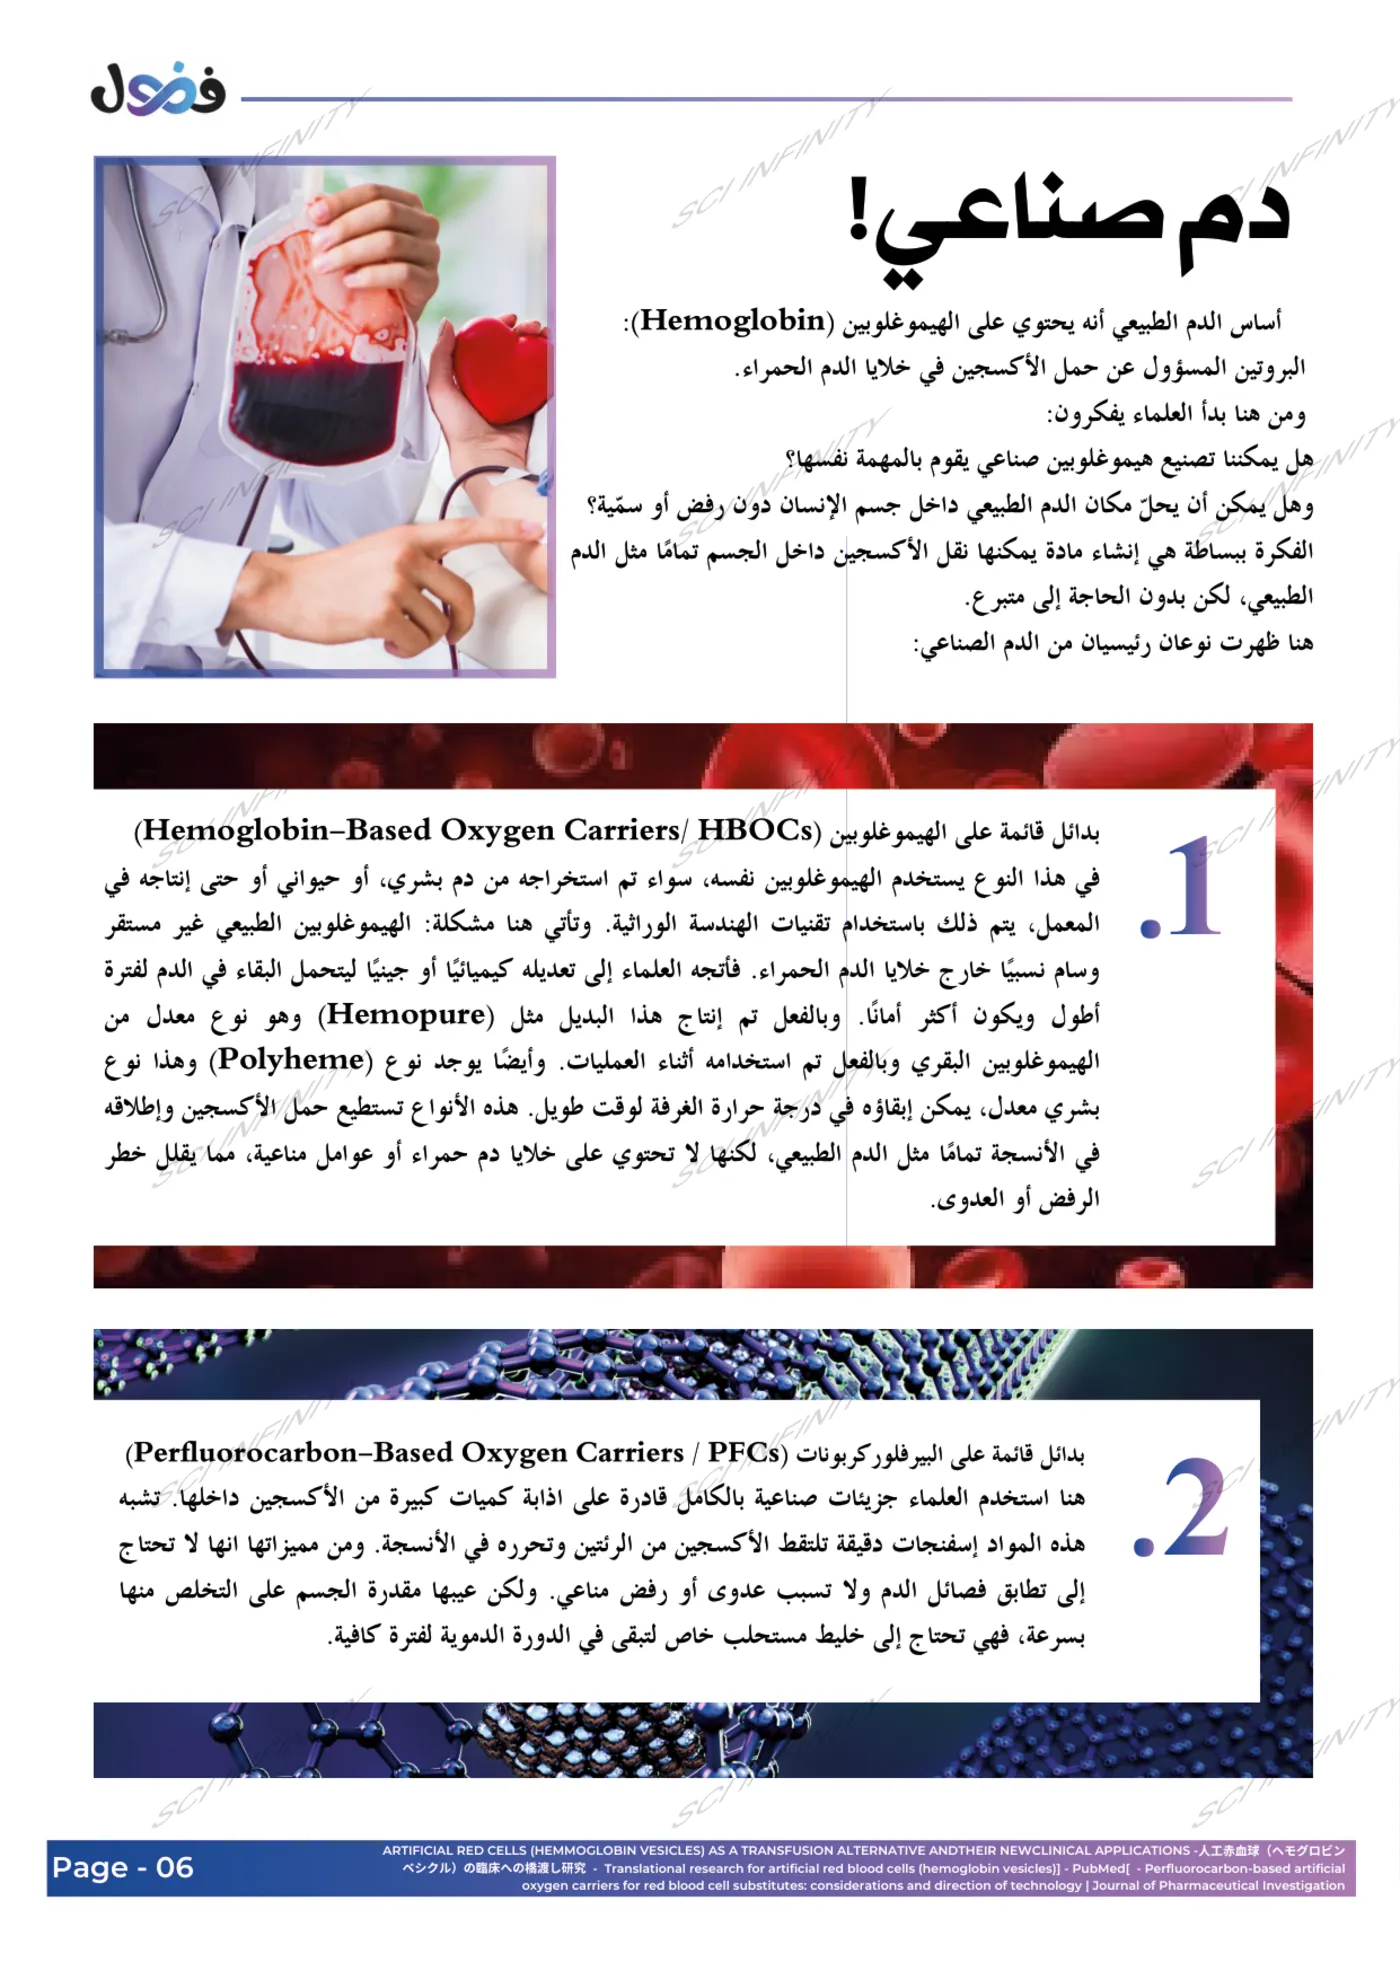 فضول
دم صناعي!
أساس الدم الطبيعي أنه يحتوي على الهيموغلوبين (Hemoglobin):
البروتين المسؤول عن حمل الأكسجين في خلايا الدم الحمراء.
ومن هنا بدأ العلماء يفكرون:
هل يمكننا تصنيع هيموغلوبين صناعي يقوم بالمهمة نفسها؟
وهل يمكن أن يحلّ مكان الدم الطبيعي داخل جسم الإنسان دون رفض أو سمّية؟
الفكرة ببساطة هي إنشاء مادة يمكنها نقل الأكسجين داخل الجسم تمامًا مثل الدم
الطبيعي، لكن بدون الحاجة إلى متبرع.
هنا ظهرت نوعان رئيسيان من الدم الصناعي:
1.
بدائل قائمة على الهيموغلوبين (Hemoglobin-Based Oxygen Carriers/ HBOCs)
في هذا النوع يستخدم الهيموغلوبين نفسه، سواء تم استخراجه من دم بشري، أو حيواني أو حتى إنتاجه في
المعمل، يتم ذلك باستخدام تقنيات الهندسة الوراثية. وتأتي هنا مشكلة: الهيموغلوبين الطبيعي غير مستقر
وسام نسبيًا خارج خلايا الدم الحمراء. فأتجه العلماء إلى تعديله كيميائيًا أو جينيًا ليتحمل البقاء في الدم لفترة
أطول ويكون أكثر أمانًا. وبالفعل تم إنتاج هذا البديل مثل (Hemopure) وهو نوع معدل من
الهيموغلوبين البقري وبالفعل تم استخدامه أثناء العمليات. وأيضًا يوجد نوع (Polyheme) وهذا نوع
بشري معدل، يمكن إبقاؤه في درجة حرارة الغرفة لوقت طويل. هذه الأنواع تستطيع حمل الأكسجين وإطلاقه
في الأنسجة تمامًا مثل الدم الطبيعي، لكنها لا تحتوي على خلايا دم حمراء أو عوامل مناعية، مما يقلل خطر
الرفض أو العدوى.
2.
بدائل قائمة على البيرفلوركربونات (Perfluorocarbon-Based Oxygen Carriers / PFCs)
هنا استخدم العلماء جزيئات صناعية بالكامل قادرة على اذابة كميات كبيرة من الأكسجين داخلها. تشبه
هذه المواد إسفنجات دقيقة تلتقط الأكسجين من الرئتين وتحرره في الأنسجة. ومن مميزاتها انها لا تحتاج
إلى تطابق فصائل الدم ولا تسبب عدوى أو رفض مناعي. ولكن عيبها مقدرة الجسم على التخلص منها
بسرعة، فهي تحتاج إلى خليط مستحلب خاص لتبقى في الدورة الدموية لفترة كافية.
Page - 06
ARTIFICIAL RED CELLS (HEMMOGLOBIN VESICLES) AS A TRANSFUSION ALTERNATIVE ANDTHEIR NEWCLINICAL APPLICATIONS -人工赤血球（ヘモグロビン
ベシクル）の臨床への橋渡し研究 - Translational research for artificial red blood cells (hemoglobin vesicles)] - PubMed[ - Perfluorocarbon-based artificial
oxygen carriers for red blood cell substitutes: considerations and direction of technology | Journal of Pharmaceutical Investigation
SCI INFINITY